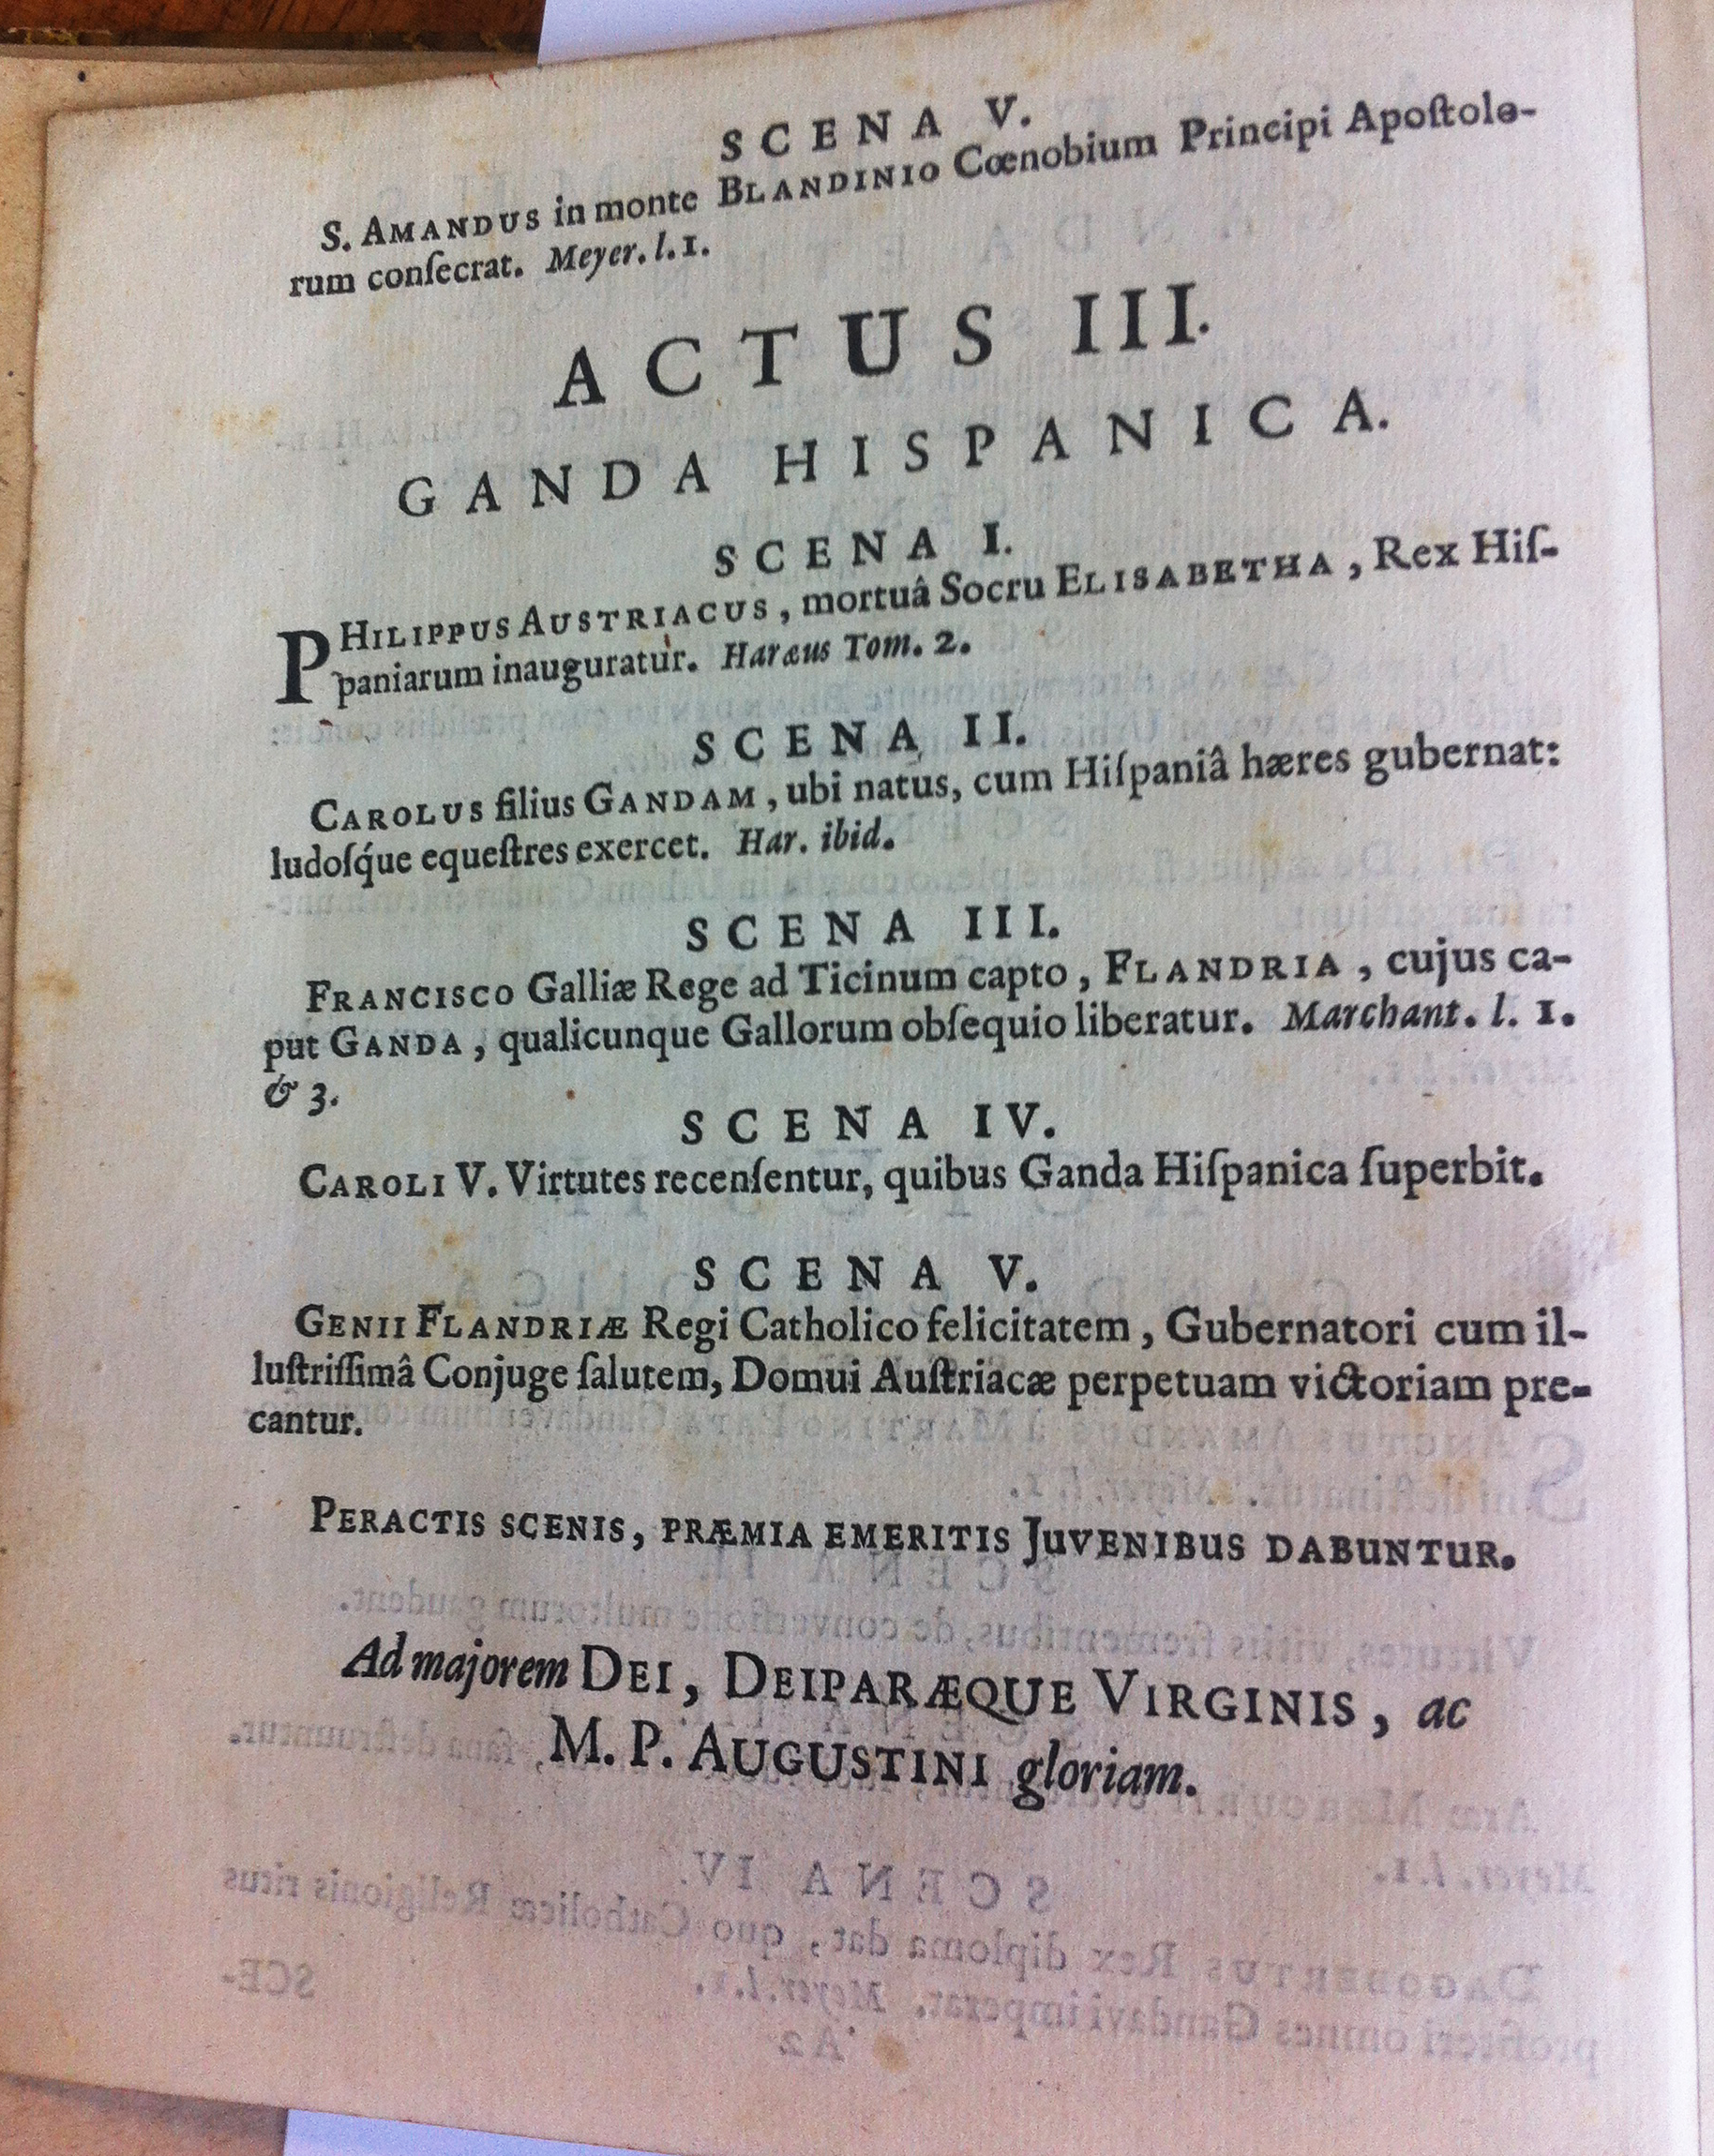 SCENA V.
S. AMANDUS in monte BLANDINIO Cœnobium Principi Apoſtolo-
rum conſecrat. Meyer. l. 1.
ACTUS III.
GANDA HISPANICA.
SCENA I.
PHILIPPUS AUSTRIACUS, mortuâ Socru ELISABETHA, Rex Hiſ-
paniarum inauguratur. Haræus Tom. 2.
SCENA II.
CAROLUS filius GANDAM, ubi natus, cum Hiſpaniâ hæres gubernat:
ludoſq́ue equeſtres exercet. Har. ibid.
SCENA III.
FRANCISCO Galliæ Rege ad Ticinum capto, FLANDRIA, cujus ca-
put GANDA, qualicunque Gallorum obſequio liberatur. Marchant. l. 1.
& 3.
SCENA IV.
CAROLI V. Virtutes recenſentur, quibus Ganda Hiſpanica ſuperbit.
SCENA V.
GENII FLANDRIÆ Regi Catholico felicitatem, Gubernatori cum il-
luſtriſſimâ Conjuge ſalutem, Domui Auſtriacæ perpetuam victoriam pre-
cantur.
PERACTIS SCENIS, PRÆMIA EMERITIS JUVENIBUS DABUNTUR.
Ad majorem DEI, DEIPARÆQUE VIRGINIS, ac
M. P. AUGUSTINI gloriam.